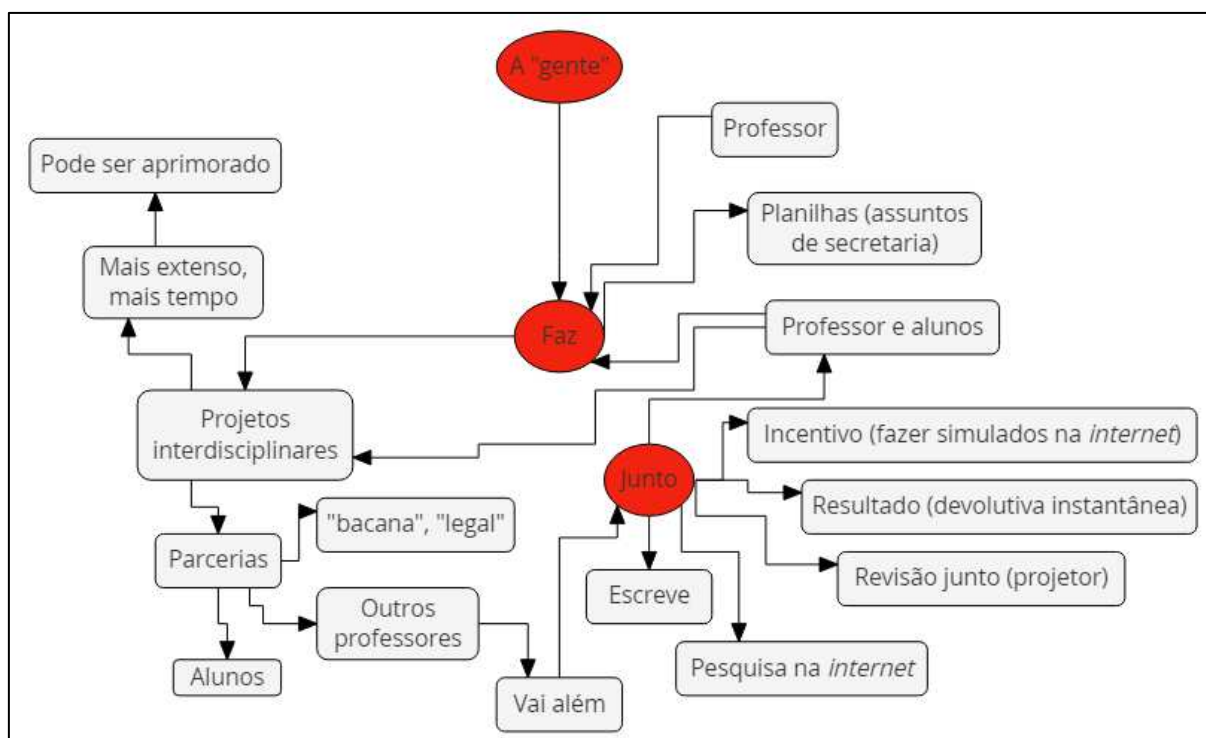 A "gente"
Professor
Pode ser aprimorado
Planilhas (assuntos
de secretaria)
Mais extenso,
mais tempo
Faz
Professor e alunos
Projetos
interdisciplinares
Incentivo (fazer simulados na internet)
Junto
Resultado (devolutiva instantânea)
"bacana", "legal"
Parcerias
Revisão junto (projetor)
Escreve
Outros
professores
Alunos
Pesquisa na internet
Vai além